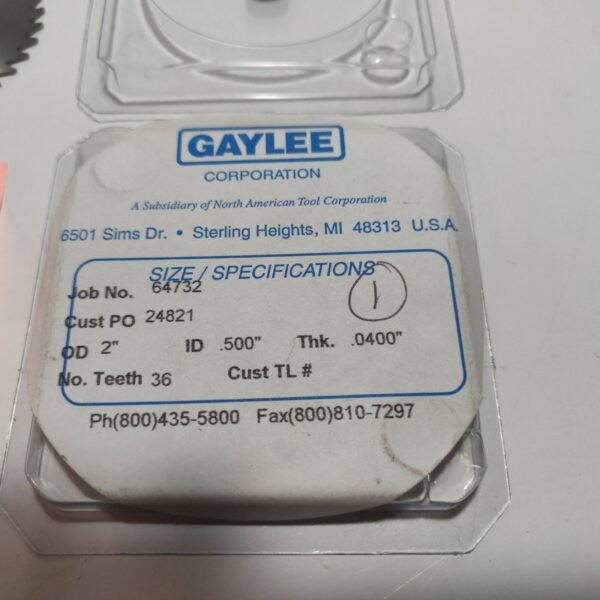 GAYLEE
CORPORATION
A Subsidiary of North American Tool Corporation
6501 Sims Dr. • Sterling Heights, MI 48313 U.S.A.
SIZE / SPECIFICATIONS
Job No. 64732
1
Cust PO 24821
OD 2" ID .500" Thk. .0400"
No. Teeth 36 Cust TL #
Ph(800)435-5800 Fax(800)810-7297